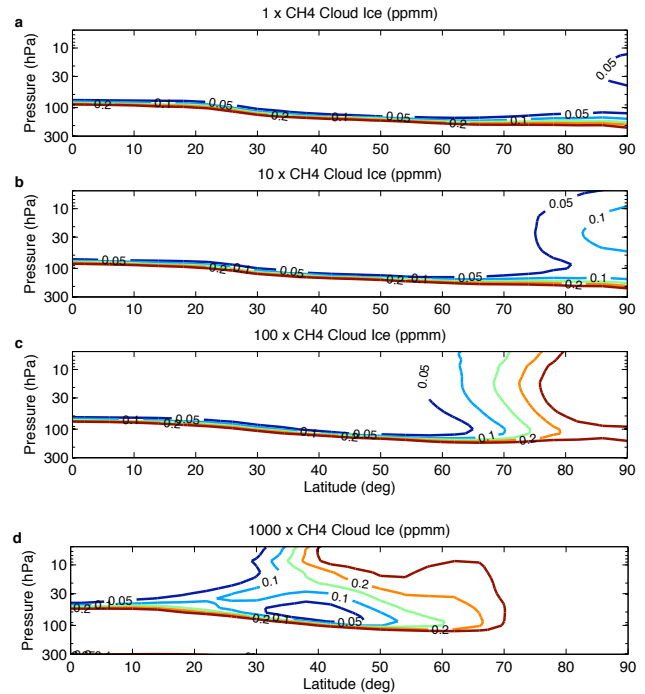 a
1 x CH4 Cloud Ice (ppmm)
Pressure (hPa)
10
30
100
300
0.2 0.1 0.05 0.2 0.1 0.05 0.2 0.1 0.05
0.05
0 10 20 30 40 50 60 70 80 90
b
10 x CH4 Cloud Ice (ppmm)
Pressure (hPa)
10
30
100
300
0.05 0.2 0.1 0.05 0.2 0.1 0.05 0.2 0.1
0.05 0.1
0 10 20 30 40 50 60 70 80 90
c
100 x CH4 Cloud Ice (ppmm)
Pressure (hPa)
10
30
100
300
0.1 0.2 0.05 0.1 0.2 0.05 0.1 0.2
0.05
0 10 20 30 40 50 60 70 80 90
Latitude (deg)
d
1000 x CH4 Cloud Ice (ppmm)
Pressure (hPa)
10
30
100
300
0.2 0.05 0.1 0.2 0.1 0.05 0.2
0.1 0.2
0 10 20 30 40 50 60 70 80 90
Latitude (deg)